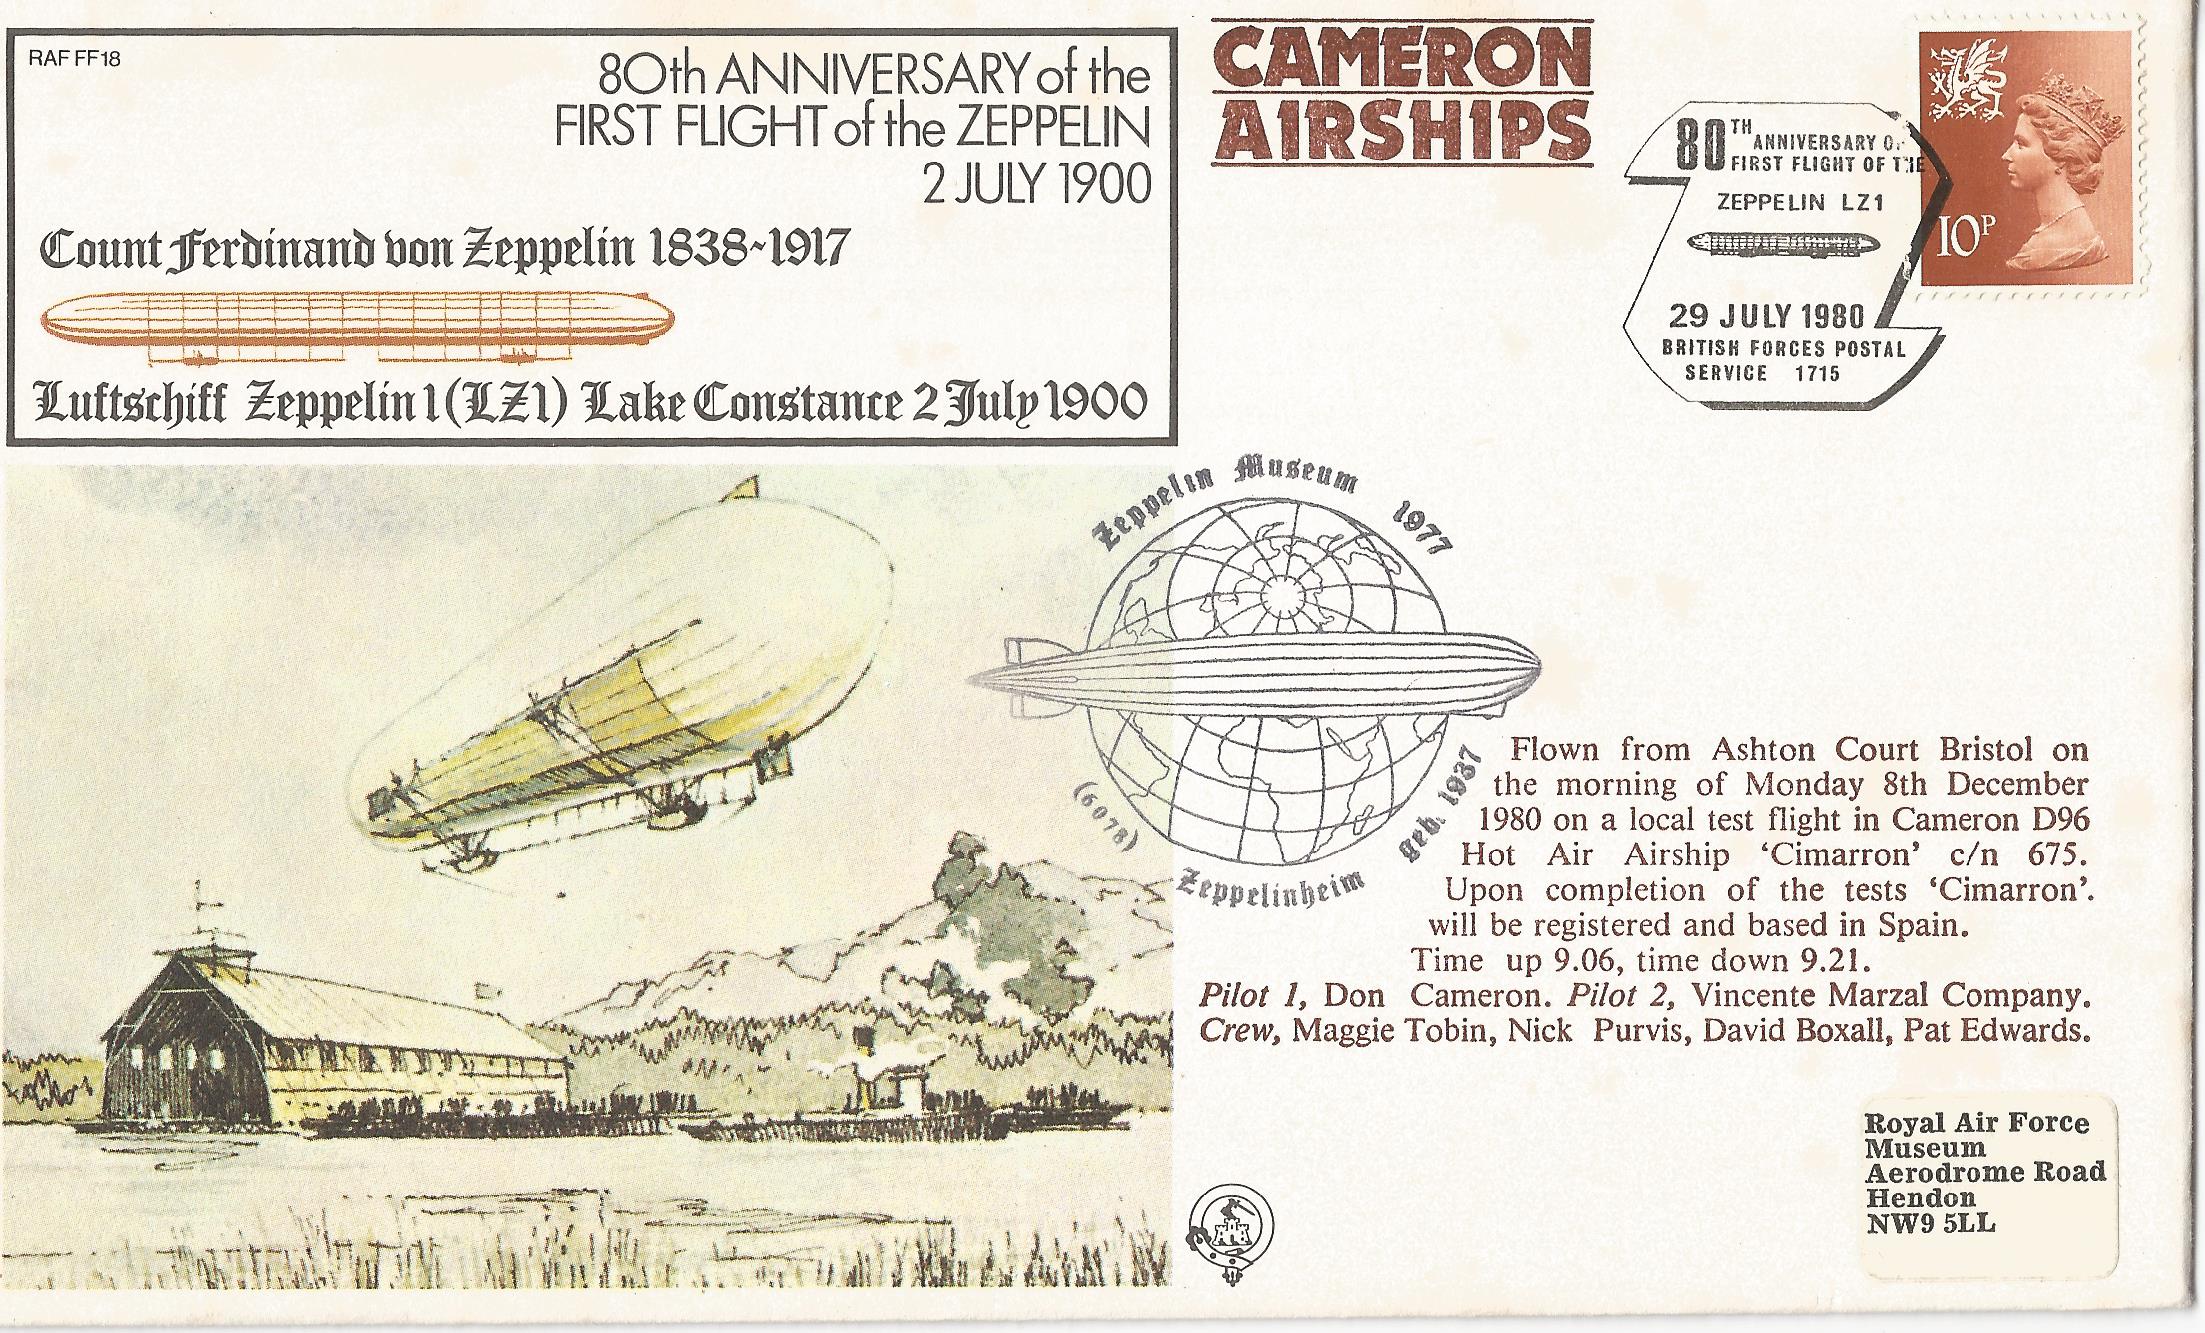 RAF FF18
80th ANNIVERSARY of the
FIRST FLIGHT of the ZEPPELIN
2 JULY 1900
Count Ferdinand von Zeppelin 1838~1917
Luftschiff Zeppelin 1 (LZ1) Lake Constance 2 July 1900
CAMERON
AIRSHIPS
80TH ANNIVERSARY OF
FIRST FLIGHT OF THE
ZEPPELIN LZ1
29 JULY 1980
BRITISH FORCES POSTAL
SERVICE 1715
10P
Zeppelin Museum 1977
(6078)
Zeppelinheim geb. 1937
Flown from Ashton Court Bristol on
the morning of Monday 8th December
1980 on a local test flight in Cameron D96
Hot Air Airship ‘Cimarron’ c/n 675.
Upon completion of the tests ‘Cimarron’.
will be registered and based in Spain.
Time up 9.06, time down 9.21.
Pilot 1, Don Cameron. Pilot 2, Vincente Marzal Company.
Crew, Maggie Tobin, Nick Purvis, David Boxall, Pat Edwards.
Royal Air Force
Museum
Aerodrome Road
Hendon
NW9 5LL